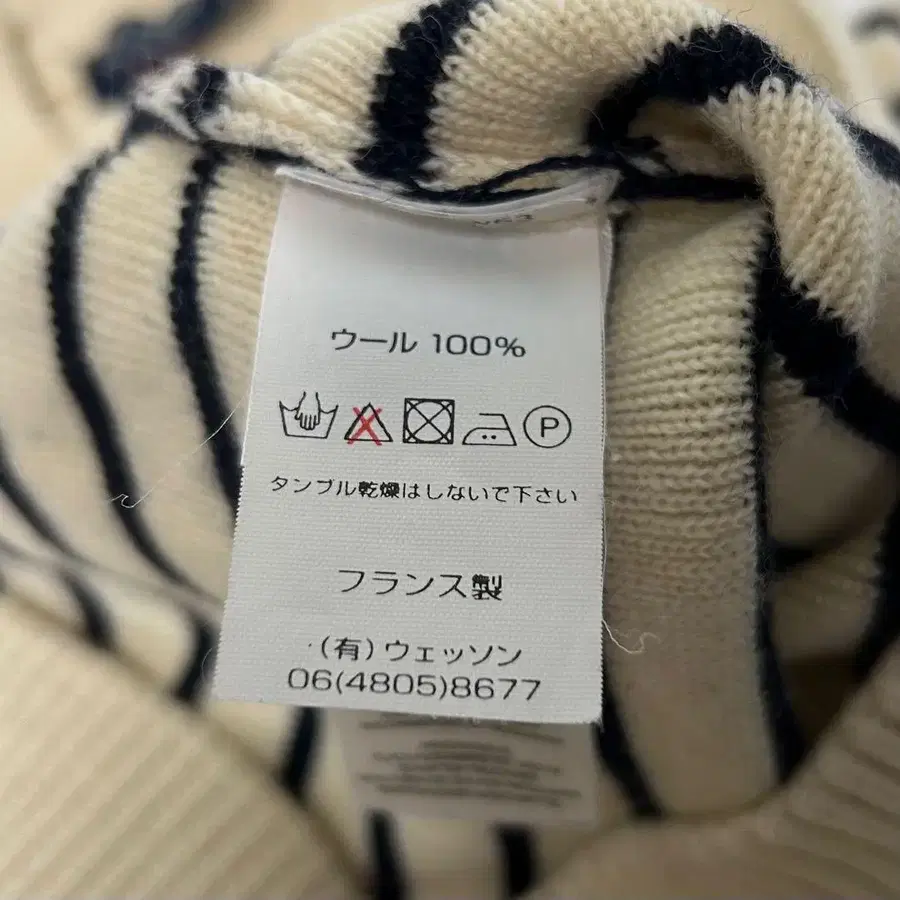 ウール 100%
P
タンブル乾燥はしないで下さい
フランス製
(有)ウェッソン
06(4805)8677